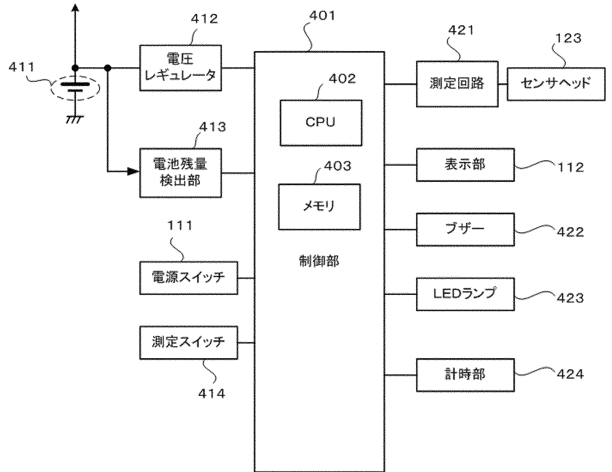 412
401
421
123
411
電圧
レギュレータ
測定回路
センサヘッド
402
CPU
413
電池残量
検出部
表示部
112
403
メモリ
111
ブザー
422
制御部
電源スイッチ
LEDランプ
423
測定スイッチ
414
計時部
424